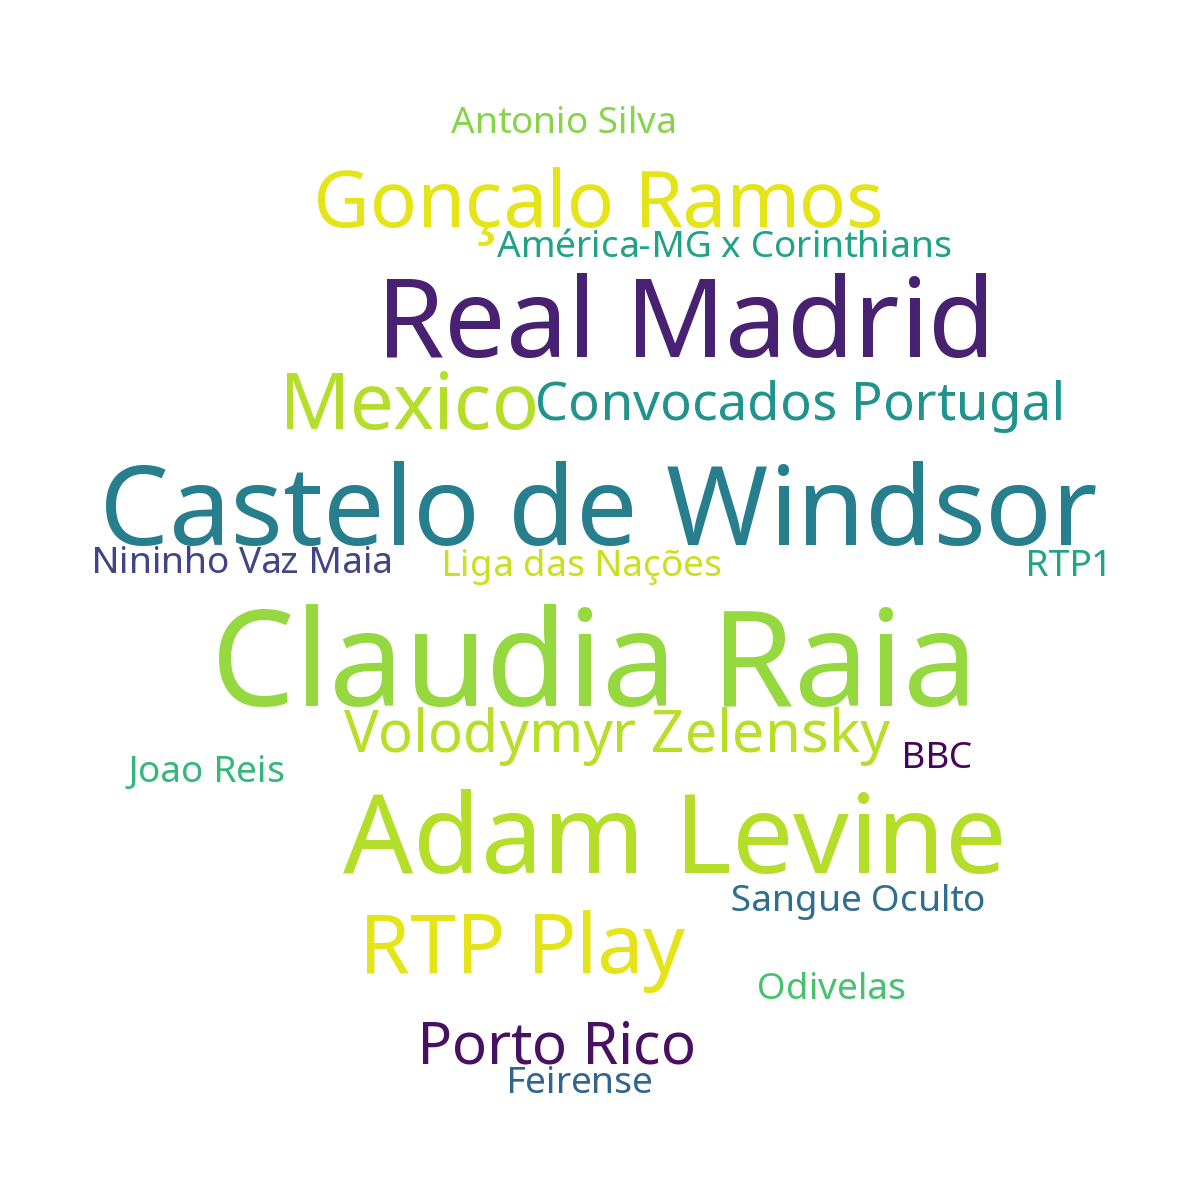 Antonio Silva
Gonçalo Ramos
América-MG x Corinthians
Real Madrid
Mexico
Convocados Portugal
Castelo de Windsor
Nininho Vaz Maia
Liga das Nações
RTP1
Claudia Raia
Volodymyr Zelensky
BBC
Joao Reis
Adam Levine
Sangue Oculto
RTP Play
Odivelas
Porto Rico
Feirense